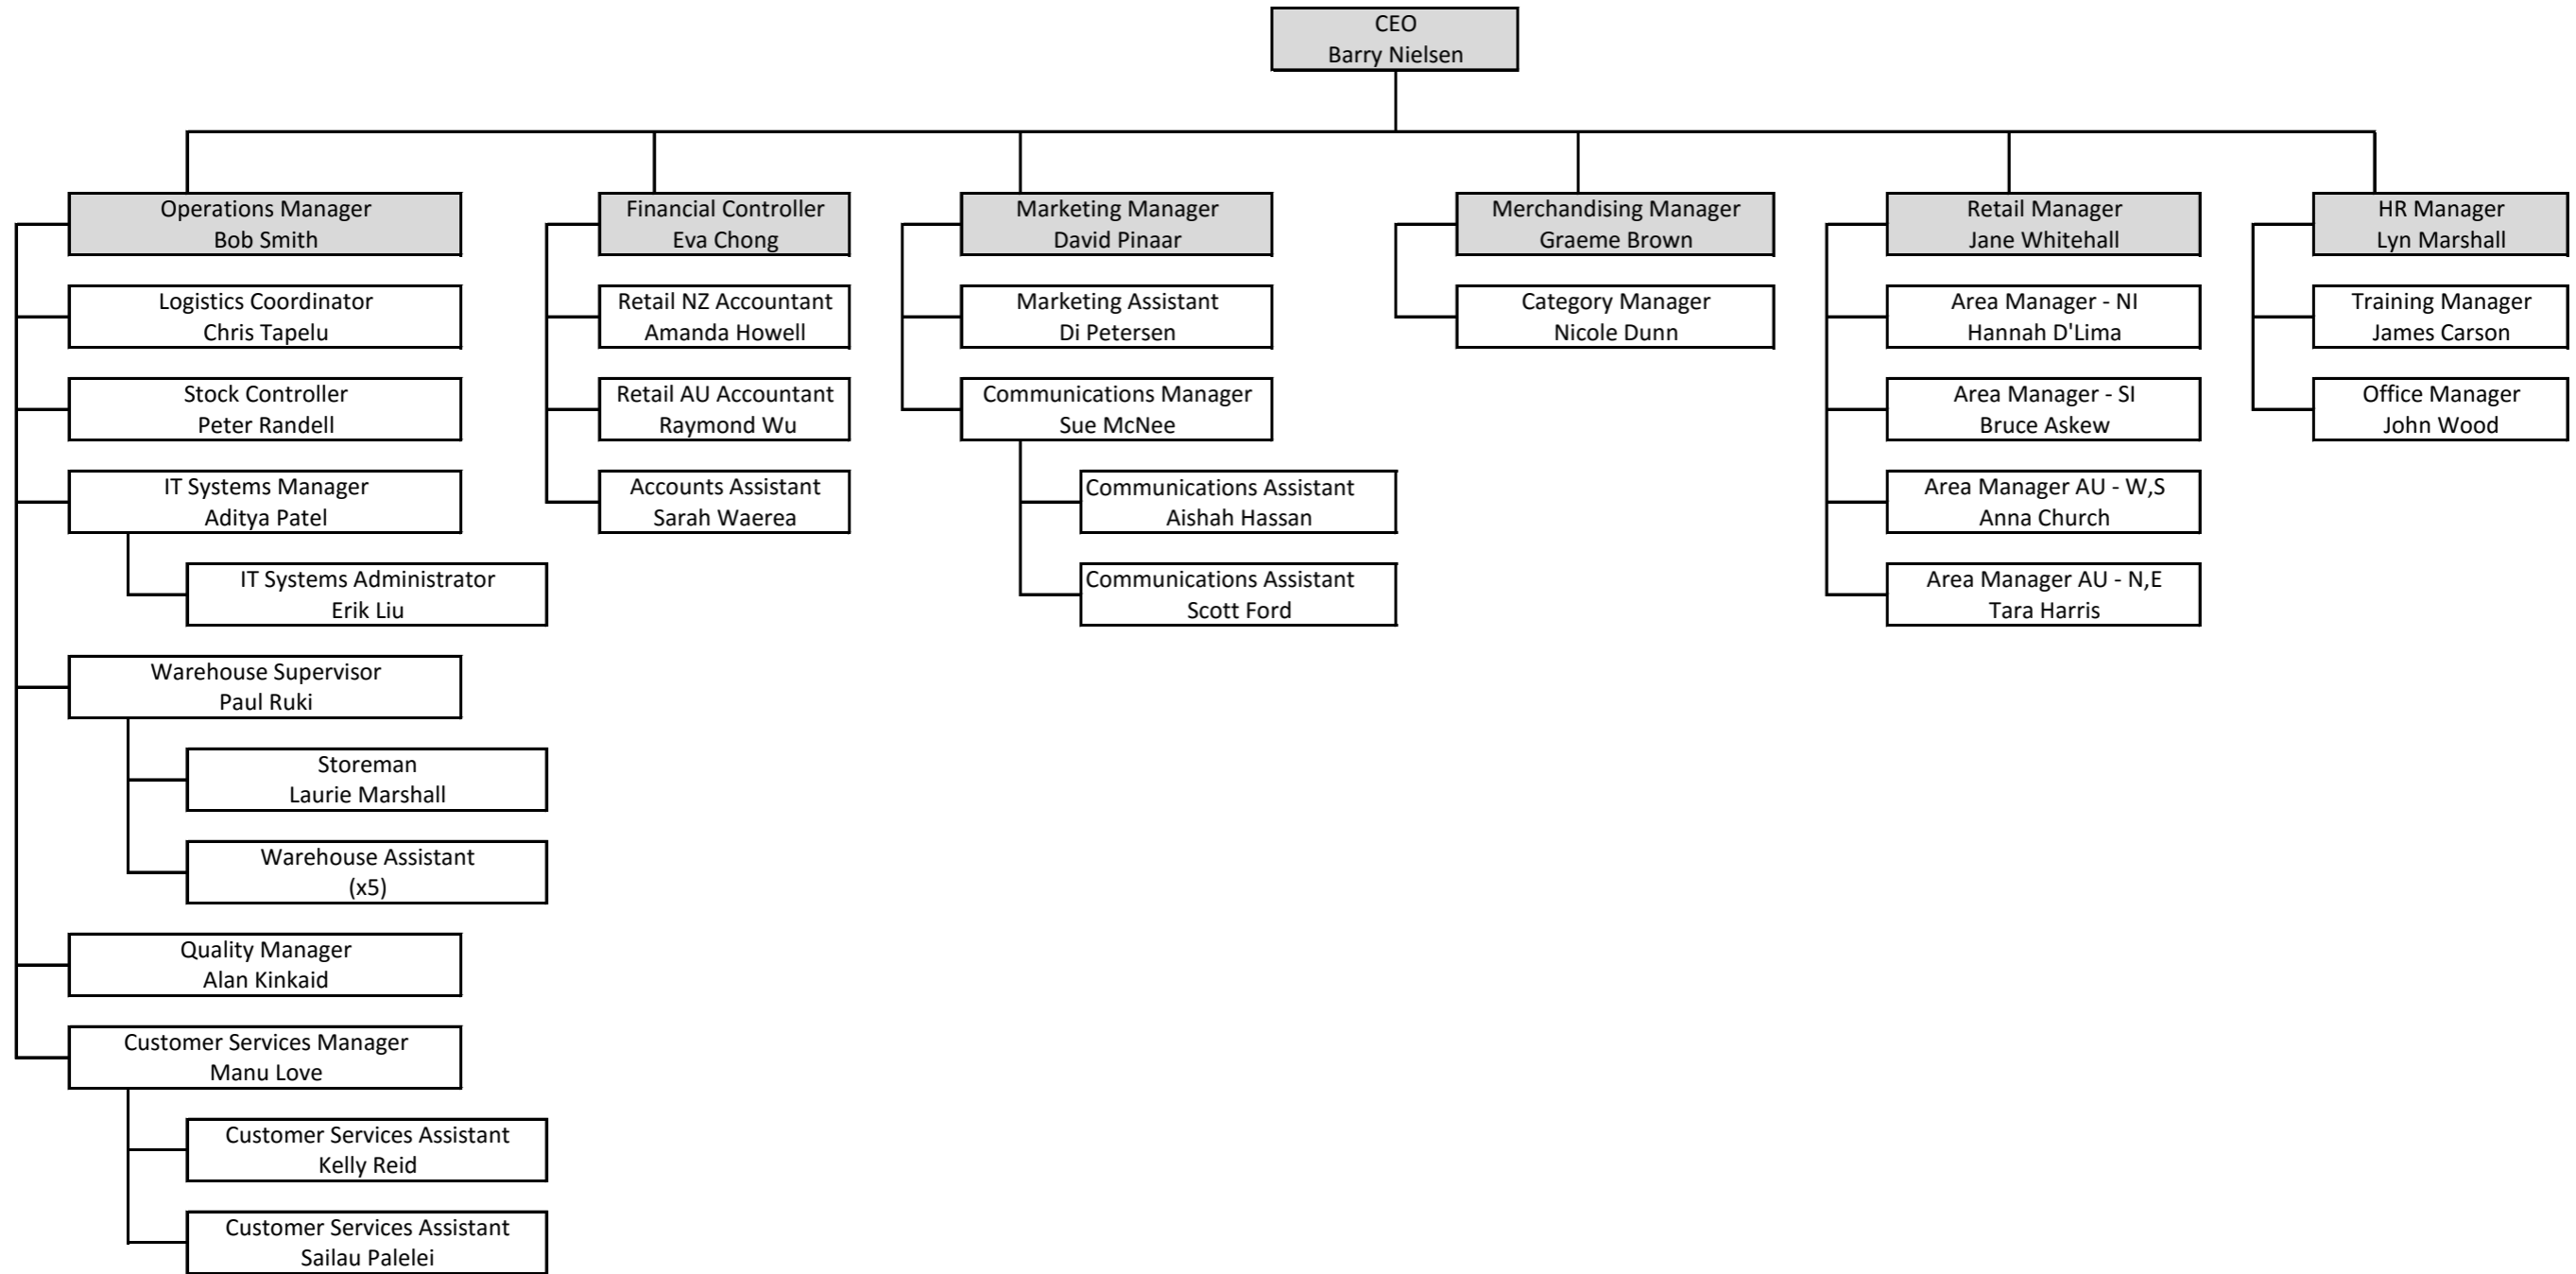 CEO
Barry Nielsen
Operations Manager
Bob Smith
Logistics Coordinator
Chris Tapelu
Stock Controller
Peter Randell
IT Systems Manager
Aditya Patel
IT Systems Administrator
Erik Liu
Warehouse Supervisor
Paul Ruki
Storeman
Laurie Marshall
Warehouse Assistant
(x5)
Quality Manager
Alan Kinkaid
Customer Services Manager
Manu Love
Customer Services Assistant
Kelly Reid
Customer Services Assistant
Sailau Palelei
Financial Controller
Eva Chong
Retail NZ Accountant
Amanda Howell
Retail AU Accountant
Raymond Wu
Accounts Assistant
Sarah Waerea
Marketing Manager
David Pinaar
Marketing Assistant
Di Petersen
Communications Manager
Sue McNee
Communications Assistant
Aishah Hassan
Communications Assistant
Scott Ford
Merchandising Manager
Graeme Brown
Category Manager
Nicole Dunn
Retail Manager
Jane Whitehall
Area Manager - NI
Hannah D'Lima
Area Manager - SI
Bruce Askew
Area Manager AU - W,S
Anna Church
Area Manager AU - N,E
Tara Harris
HR Manager
Lyn Marshall
Training Manager
James Carson
Office Manager
John Wood